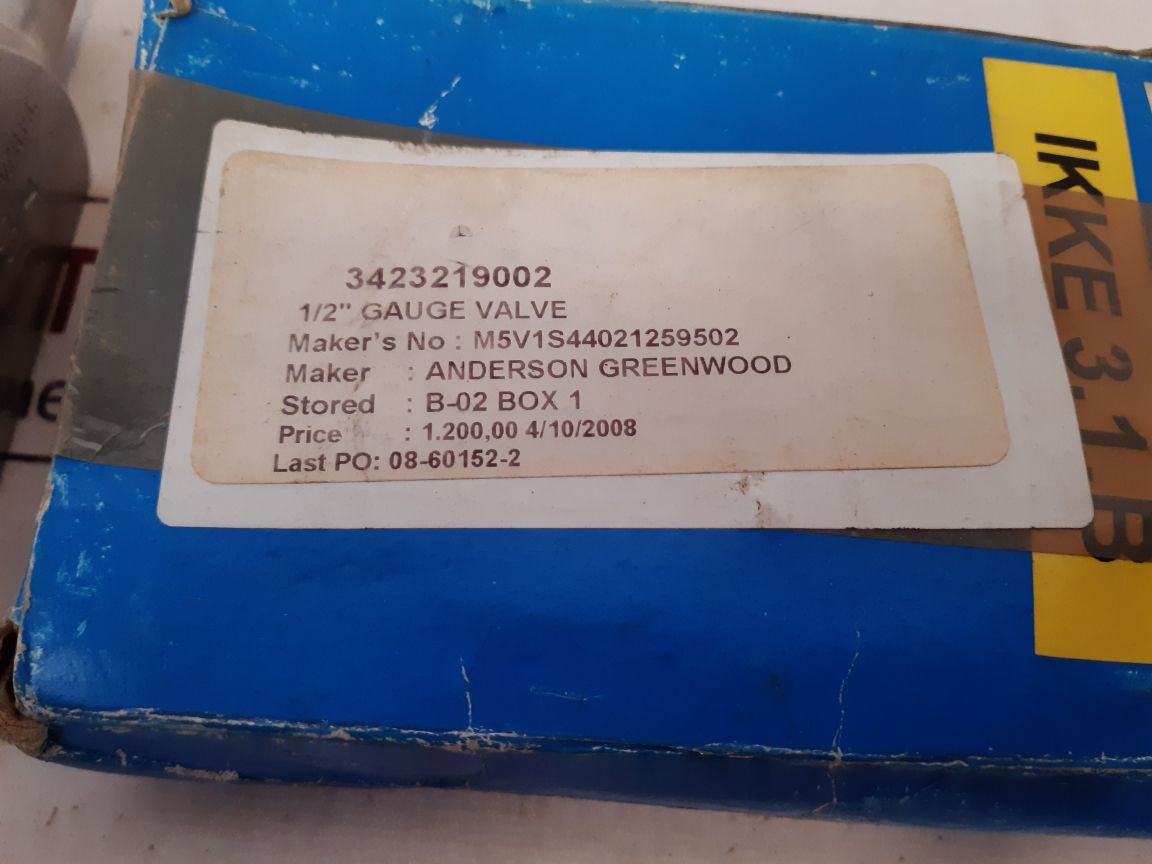 3423219002
1/2" GAUGE VALVE
Maker's No : M5V1S44021259502
Maker : ANDERSON GREENWOOD
Stored : B-02 BOX 1
Price : 1.200,00 4/10/2008
Last PO: 08-60152-2
IKKE 3.1.B